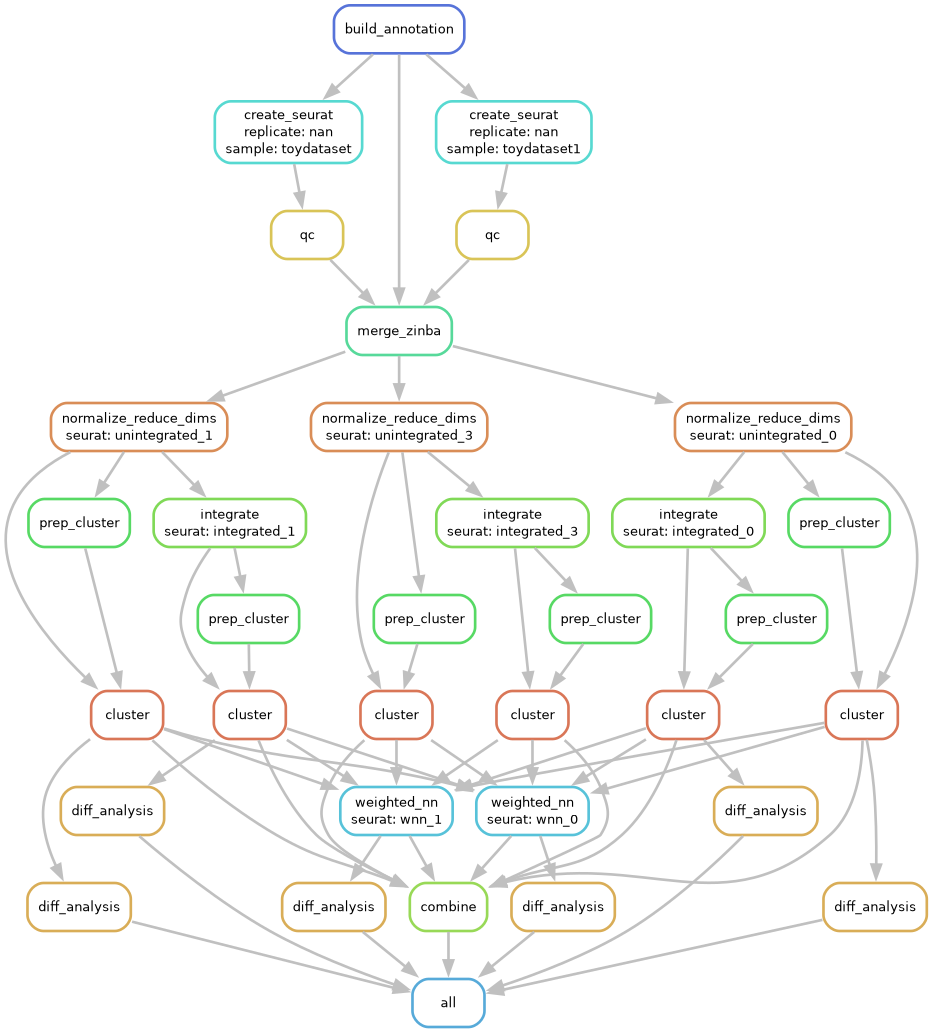 build_annotation
create_seurat
replicate: nan
sample: toydataset
create_seurat
replicate: nan
sample: toydataset1
qc
qc
merge_zinba
normalize_reduce_dims
seurat: unintegrated_1
normalize_reduce_dims
seurat: unintegrated_3
normalize_reduce_dims
seurat: unintegrated_0
prep_cluster
integrate
seurat: integrated_1
integrate
seurat: integrated_3
integrate
seurat: integrated_0
prep_cluster
prep_cluster
prep_cluster
prep_cluster
prep_cluster
cluster
cluster
cluster
cluster
cluster
cluster
diff_analysis
weighted_nn
seurat: wnn_1
weighted_nn
seurat: wnn_0
diff_analysis
diff_analysis
diff_analysis
combine
diff_analysis
diff_analysis
all